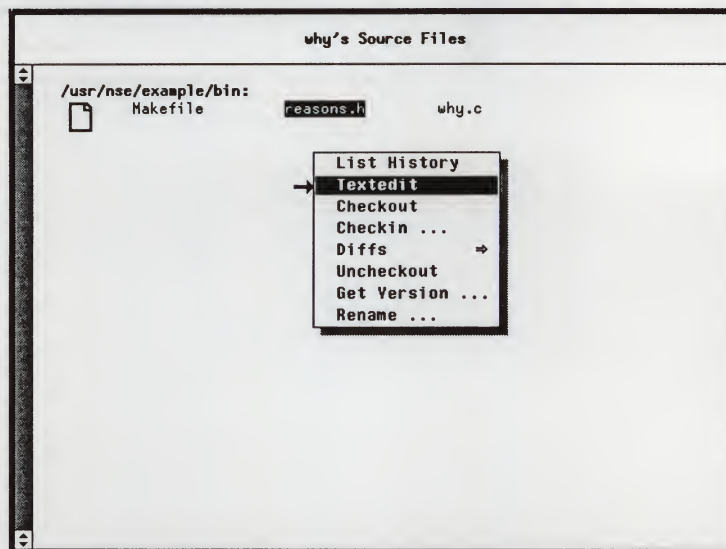 why's Source Files
/usr/nse/example/bin:
Makefile reasons.h why.c
List History
Textedit
Checkout
Checkin ...
Diffs ⇒
Uncheckout
Get Version ...
Rename ...